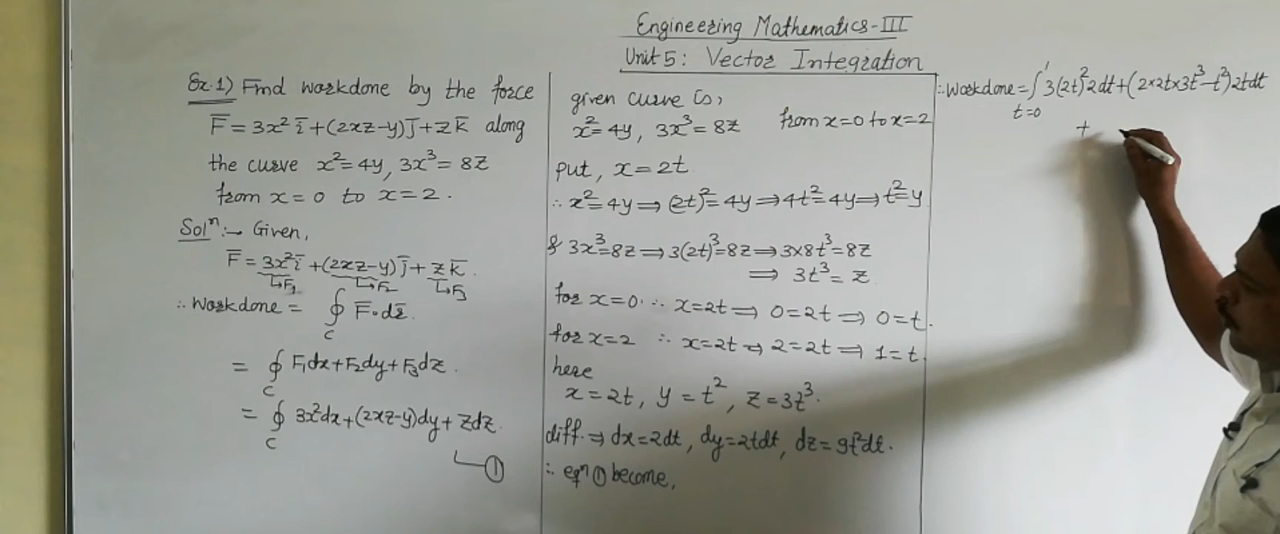 Engineering Mathematics-III
Unit 5: Vector Integration
Ex.1) Find workdone by the force
F̅ = 3x² i̅ + (2xz-y) j̅ + z k̅ along
the curve x² = 4y, 3x³ = 8z
from x = 0 to x = 2.
Solⁿ :- Given,
F̅ = 3x² i̅ + (2xz-y) j̅ + z k̅.
↳F₁ ↳F₂ ↳F₃
∴ Workdone = ∮_C F̅ • dr̅.
= ∮_C F₁dx + F₂dy + F₃dz.
= ∮_C 3x²dx + (2xz-y)dy + zdz.
①
given curve is,
x² = 4y, 3x³ = 8z from x=0 to x=2
put, x = 2t
∴ x² = 4y ⇒ (2t)² = 4y ⇒ 4t² = 4y ⇒ t² = y
& 3x³ = 8z ⇒ 3(2t)³ = 8z ⇒ 3×8t³ = 8z
⇒ 3t³ = z
for x=0 ∴ x=2t ⇒ 0=2t ⇒ 0=t.
for x=2 ∴ x=2t ⇒ 2=2t ⇒ 1=t.
here
x = 2t, y = t², z = 3t³.
diff. ⇒ dx = 2dt, dy = 2tdt, dz = 9t²dt.
∴ eqⁿ ① become,
∴ Workdone = ∫_{t=0}^{1} 3(2t)² 2dt + (2×2t×3t³ - t²) 2tdt
+